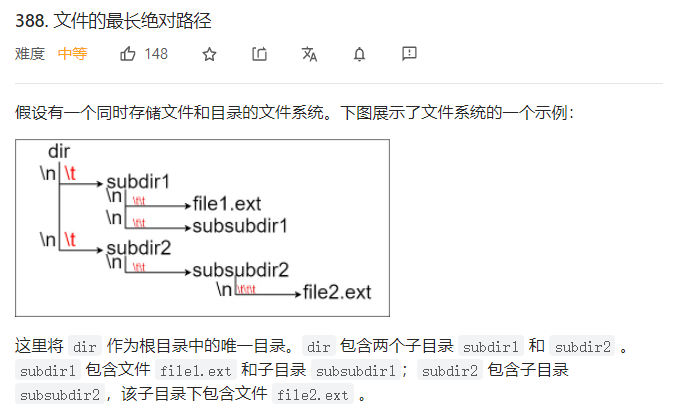 388. 文件的最长绝对路径
难度 中等 148
假设有一个同时存储文件和目录的文件系统。下图展示了文件系统的一个示例：
dir
\n \t subdir1
\n \t\t file1.ext
\n \t\t subsubdir1
\n \t subdir2
\n \t\t subsubdir2
\n \t\t\t file2.ext
这里将 dir 作为根目录中的唯一目录。dir 包含两个子目录 subdir1 和 subdir2 。
subdir1 包含文件 file1.ext 和子目录 subsubdir1；subdir2 包含子目录
subsubdir2，该子目录下包含文件 file2.ext 。